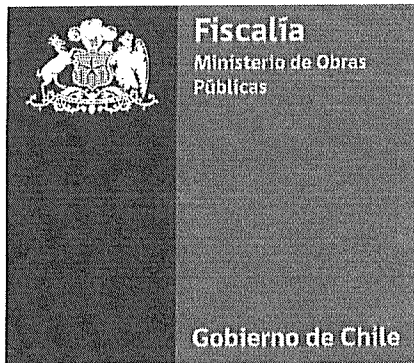 Fiscalía
Ministerio de Obras
Públicas
Gobierno de Chile